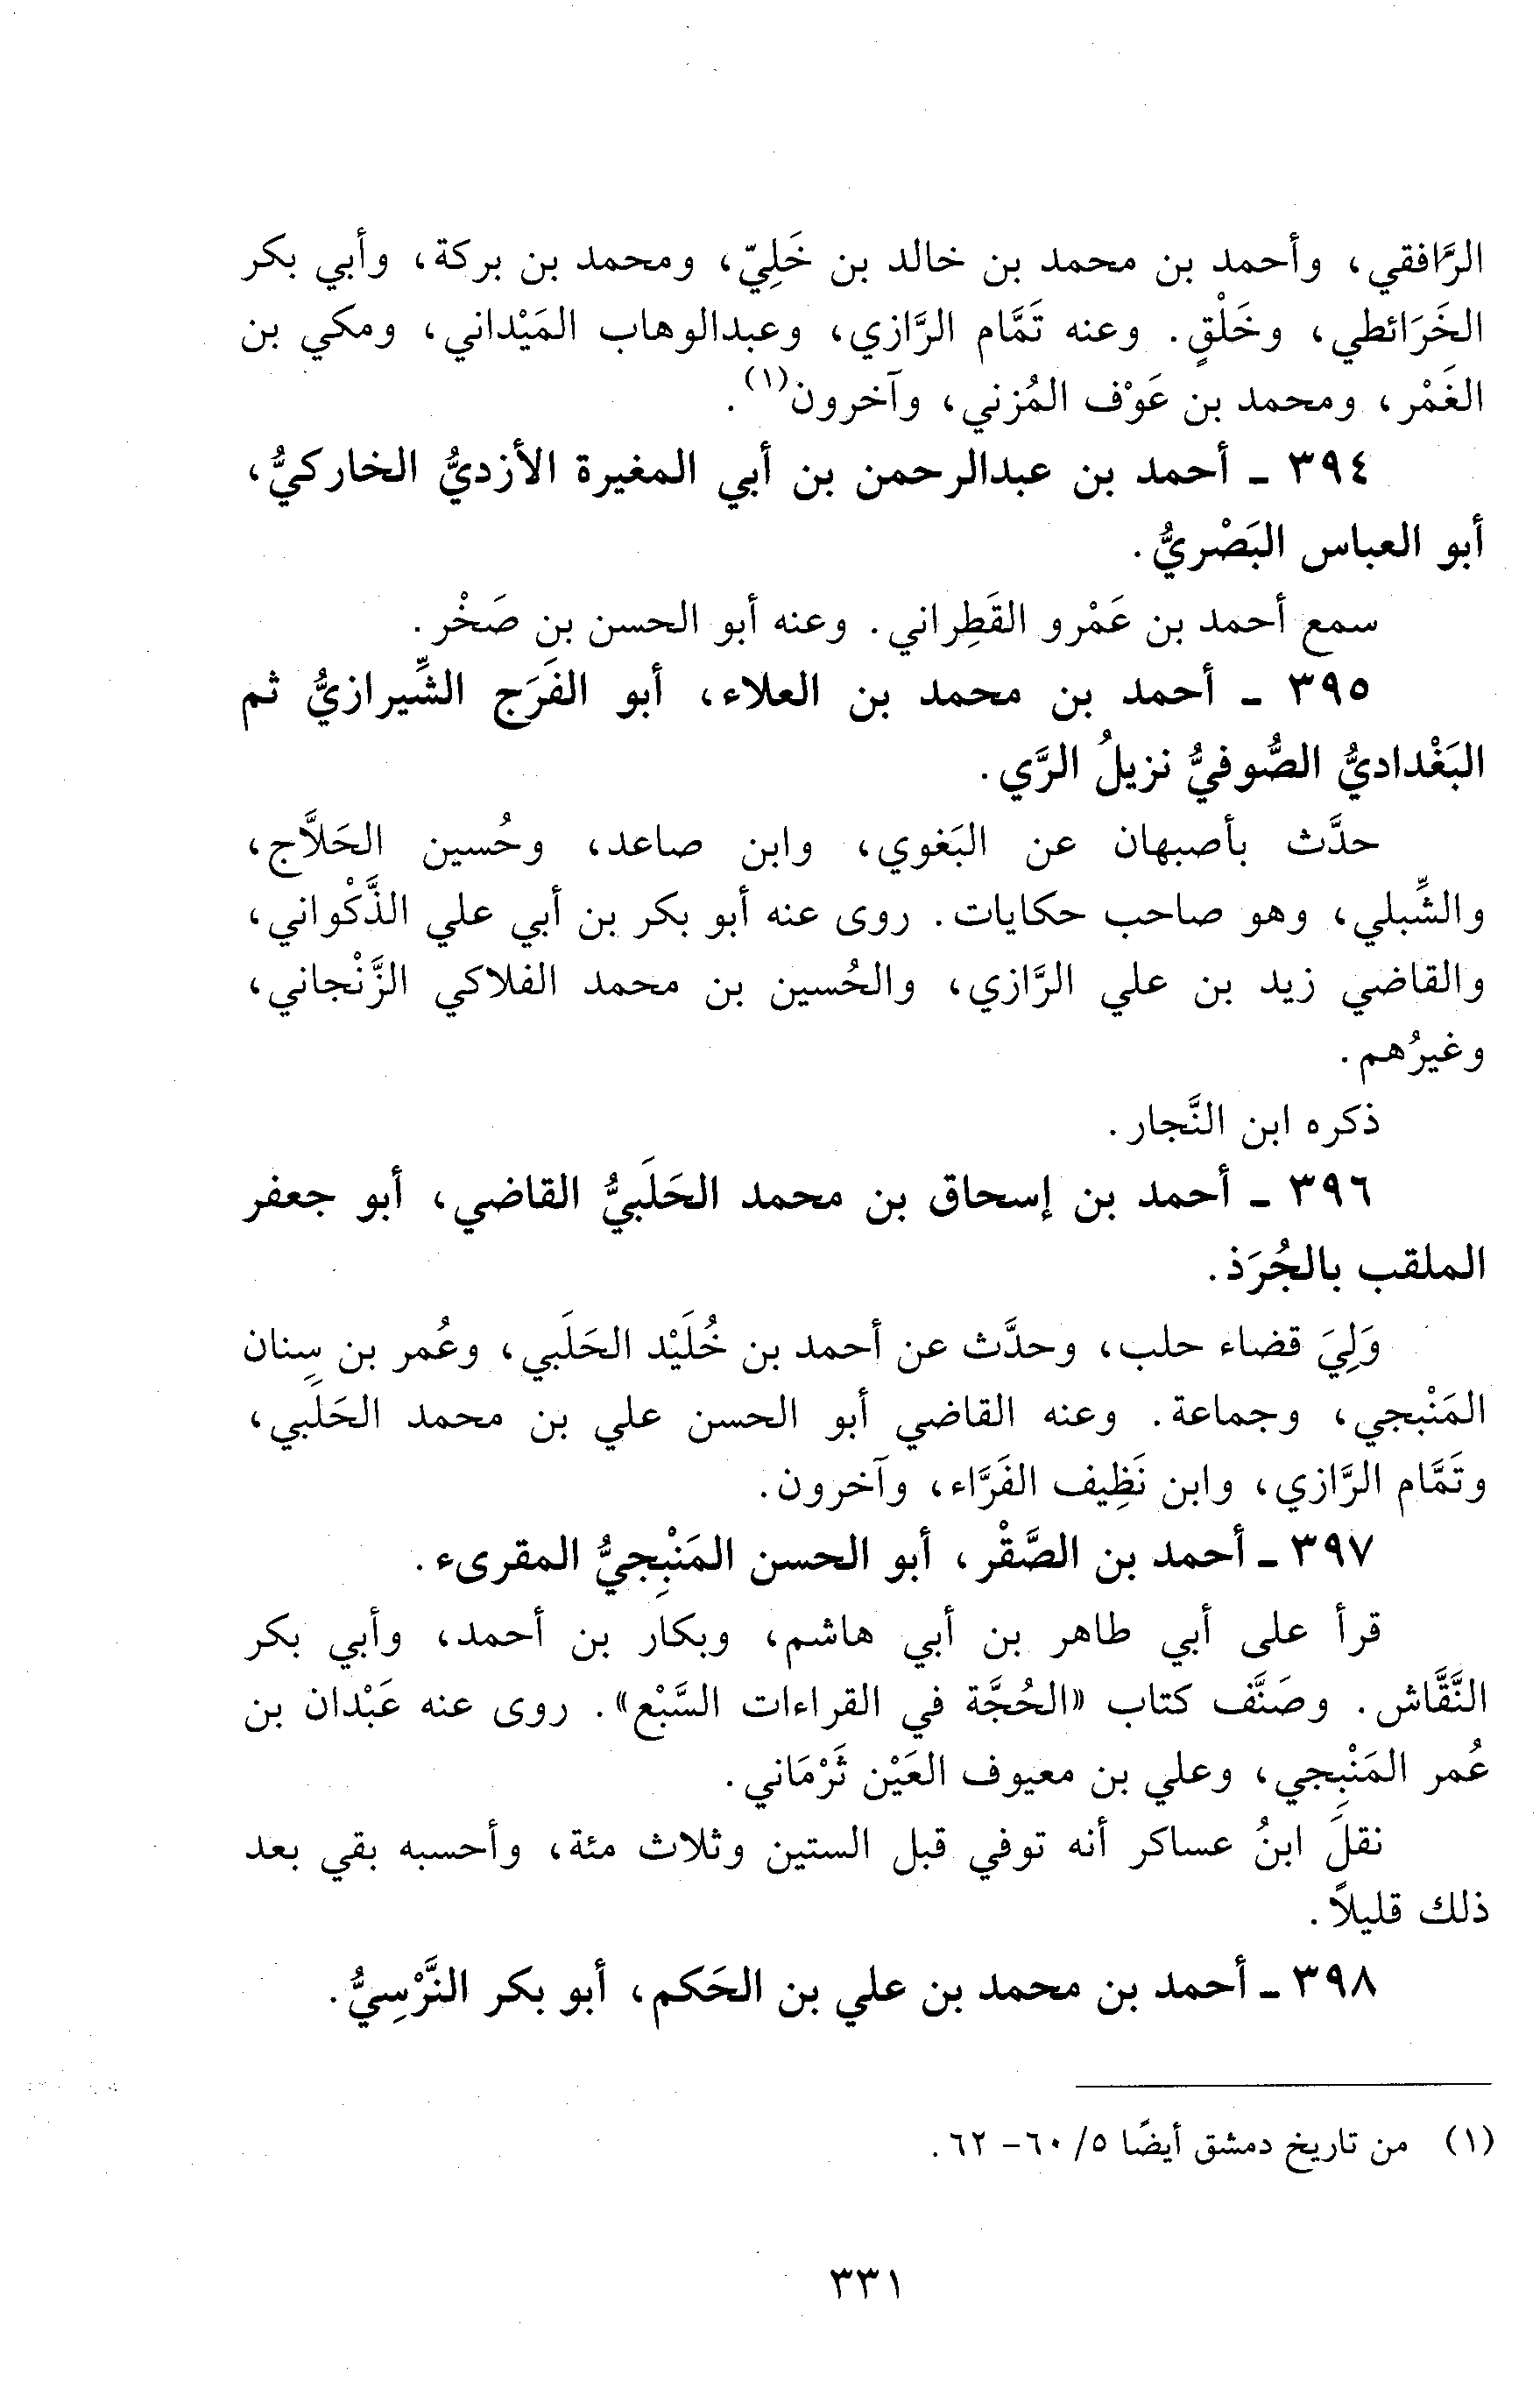 الرَّافقي، وأحمد بن محمد بن خالد بن خَلِيّ، ومحمد بن بركة، وأبي بكر
الخَرَائطي، وخَلْقٍ. وعنه تَمَّام الرَّازي، وعبدالوهاب المَيْداني، ومكي بن
الغَمْر، ومحمد بن عَوْف المُزني، وآخرون(١).
٣٩٤ ـ أحمد بن عبدالرحمن بن أبي المغيرة الأزديُّ الخاركيُّ،
أبو العباس البَصْريُّ.
سمع أحمد بن عَمْرو القَطِراني. وعنه أبو الحسن بن صَخْر.
٣٩٥ ـ أحمد بن محمد بن العلاء، أبو الفَرَج الشِّيرازيُّ ثم
البَغْداديُّ الصُّوفيُّ نزيلُ الرَّي.
حدَّث بأصبهان عن البَغوي، وابن صاعد، وحُسين الحَلاَّج،
والشِّبلي، وهو صاحب حكايات. روى عنه أبو بكر بن أبي علي الذَّكْواني،
والقاضي زيد بن علي الرَّازي، والحُسين بن محمد الفلاكي الزَّنْجاني،
وغيرُهم.
ذكره ابن النَّجار.
٣٩٦ ـ أحمد بن إسحاق بن محمد الحَلَبيُّ القاضي، أبو جعفر
الملقب بالجُرَذ.
وَلِيَ قضاء حلب، وحدَّث عن أحمد بن خُلَيْد الحَلَبي، وعُمر بن سِنان
المَنْبجي، وجماعة. وعنه القاضي أبو الحسن علي بن محمد الحَلَبي،
وتَمَّام الرَّازي، وابن نَظِيف الفَرَّاء، وآخرون.
٣٩٧ ـ أحمد بن الصَّقْر، أبو الحسن المَنْبِجيُّ المقرىء.
قرأ على أبي طاهر بن أبي هاشم، وبكار بن أحمد، وأبي بكر
النَّقَّاش. وصَنَّف كتاب «الحُجَّة في القراءات السَّبْع». روى عنه عَبْدان بن
عُمر المَنْبِجي، وعلي بن معيوف العَيْن ثَرْمَاني.
نقلَ ابنُ عساكر أنه توفي قبل الستين وثلاث مئة، وأحسبه بقي بعد
ذلك قليلاً.
٣٩٨ ـ أحمد بن محمد بن علي بن الحَكم، أبو بكر النَّرْسِيُّ.
(١) من تاريخ دمشق أيضًا ٥/ ٦٠- ٦٢.
٣٣١